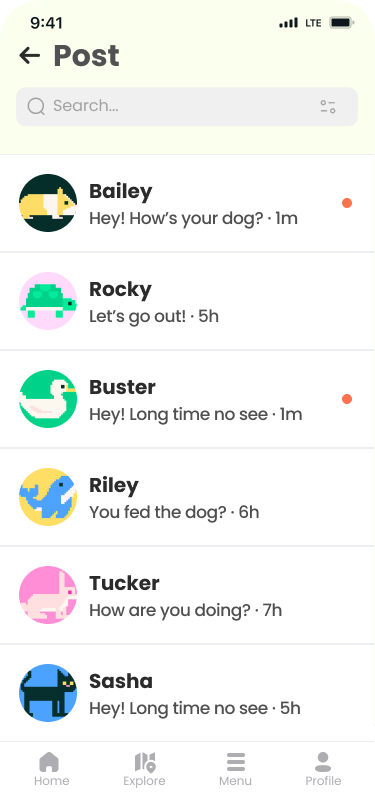 9:41
LTE
Post
Search...
Bailey
Hey! How’s your dog? · 1m
Rocky
Let’s go out! · 5h
Buster
Hey! Long time no see · 1m
Riley
You fed the dog? · 6h
Tucker
How are you doing? · 7h
Sasha
Hey! Long time no see · 5h
Home
Explore
Menu
Profile